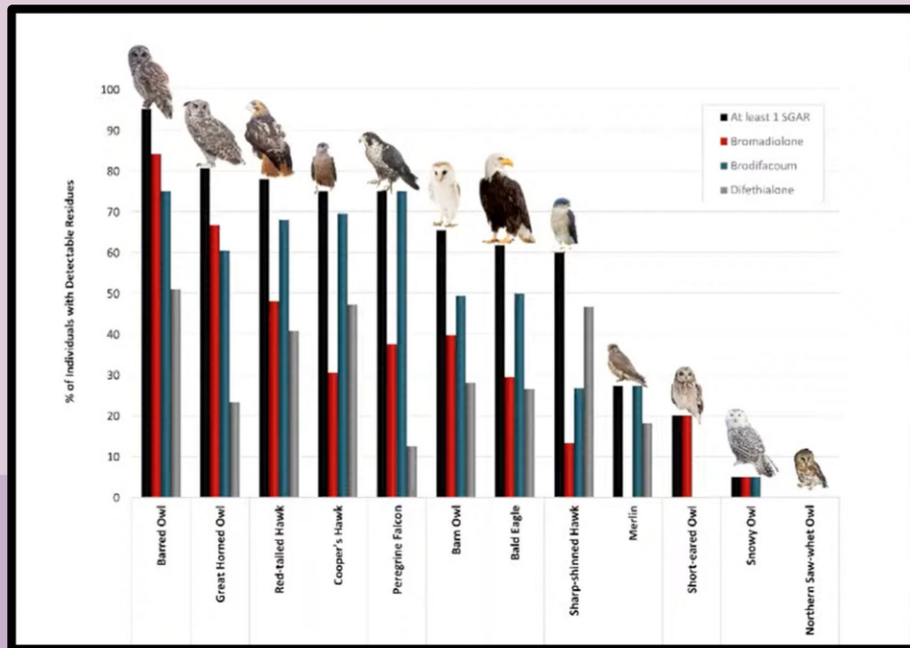 % of Individuals with Detectable Residues
100
90
80
70
60
50
40
30
20
10
0
At least 1 SGAR
Bromadiolone
Brodifacoum
Difethialone
Barred Owl
Great Horned Owl
Red-tailed Hawk
Cooper's Hawk
Peregrine Falcon
Barn Owl
Bald Eagle
Sharp-shinned Hawk
Merlin
Short-eared Owl
Snowy Owl
Northern Saw-whet Owl